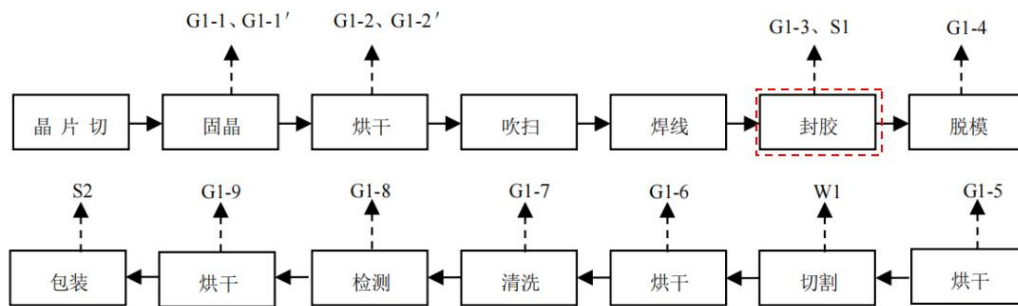 G1-1、G1-1′ G1-2、G1-2′ G1-3、S1 G1-4
晶 片 切 固晶 烘干 吹扫 焊线 封胶 脱模
S2 G1-9 G1-8 G1-7 G1-6 W1 G1-5
包装 烘干 检测 清洗 烘干 切割 烘干